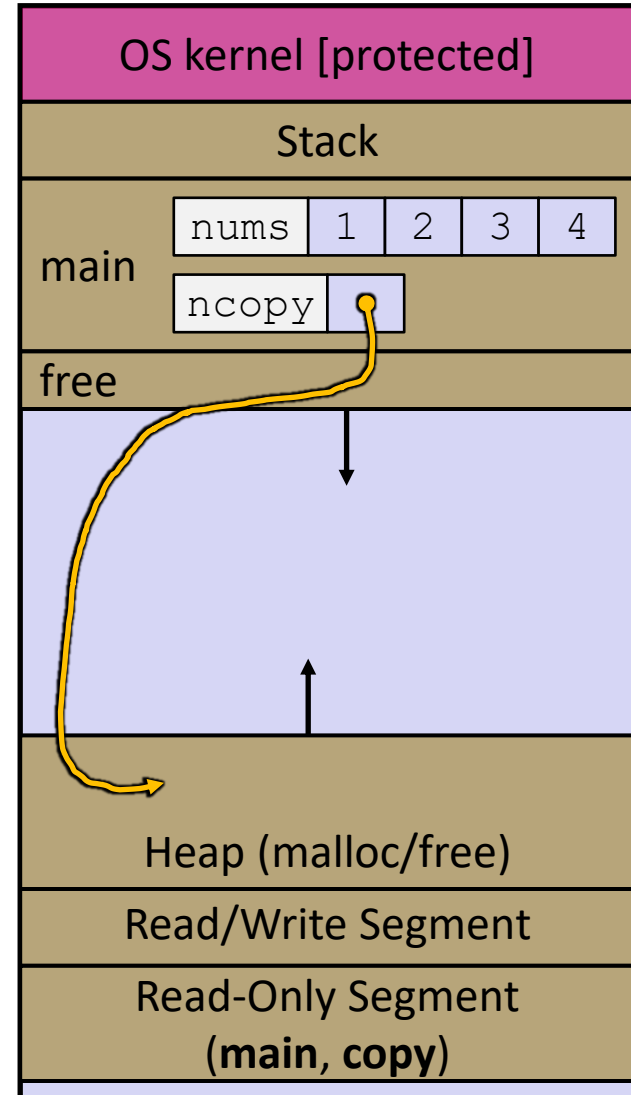 OS kernel [protected]
Stack
main
nums 1 2 3 4
ncopy
free
Heap (malloc/free)
Read/Write Segment
Read-Only Segment
(main, copy)